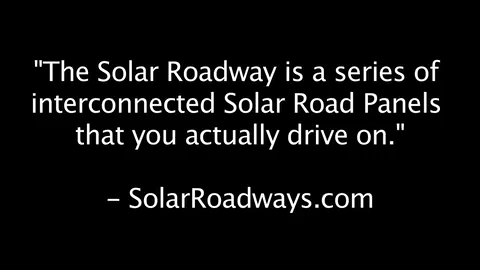 "The Solar Roadway is a series of
interconnected Solar Road Panels
that you actually drive on."
– SolarRoadways.com